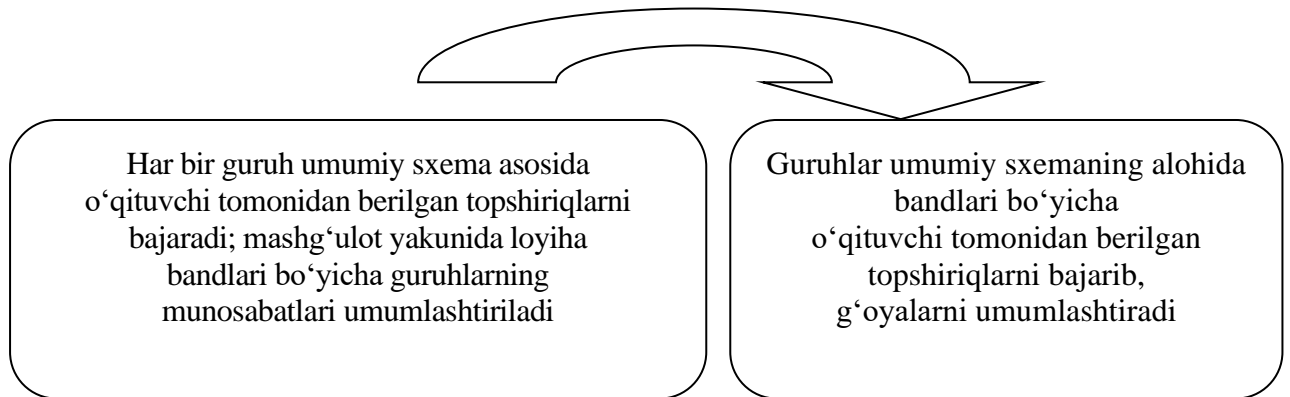 Har bir guruh umumiy sxema asosida
o‘qituvchi tomonidan berilgan topshiriqlarni
bajaradi; mashg‘ulot yakunida loyiha
bandlari bo‘yicha guruhlarning
munosabatlari umumlashtiriladi
Guruhlar umumiy sxemaning alohida
bandlari bo‘yicha
o‘qituvchi tomonidan berilgan
topshiriqlarni bajarib,
g‘oyalarni umumlashtiradi